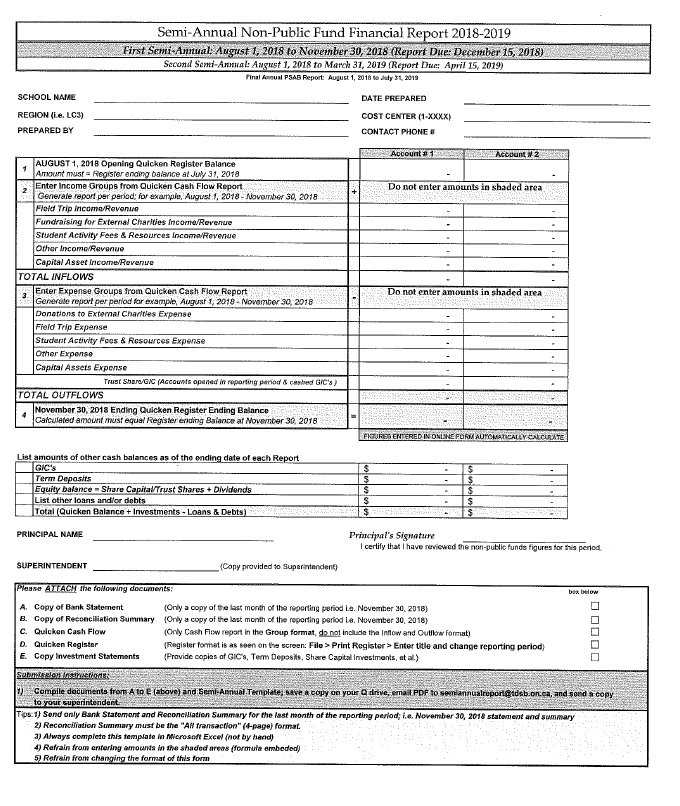 Semi-Annual Non-Public Fund Financial Report 2018-2019
First Semi-Annual: August 1, 2018 to November 30, 2018 (Report Due: December 15, 2018)
Second Semi-Annual: August 1, 2018 to March 31, 2019 (Report Due: April 15, 2019)
Final Annual PSAB Report: August 1, 2018 to July 31, 2019
SCHOOL NAME DATE PREPARED
REGION (i.e. LC3) COST CENTER (1-XXXX)
PREPARED BY CONTACT PHONE #
Account # 1 Account # 2
1 AUGUST 1, 2018 Opening Quicken Register Balance
Amount must = Register ending balance at July 31, 2018 - -
2 Enter Income Groups from Quicken Cash Flow Report + Do not enter amounts in shaded area
Generate report per period; for example, August 1, 2018 - November 30, 2018
Field Trip Income/Revenue - -
Fundraising for External Charities Income/Revenue - -
Student Activity Fees & Resources Income/Revenue - -
Other Income/Revenue - -
Capital Asset Income/Revenue - -
TOTAL INFLOWS - -
3 Enter Expense Groups from Quicken Cash Flow Report - Do not enter amounts in shaded area
Generate report per period for example, August 1, 2018 - November 30, 2018
Donations to External Charities Expense - -
Field Trip Expense - -
Student Activity Fees & Resources Expense - -
Other Expense - -
Capital Assets Expense - -
Trust Share/GIC (Accounts opened in reporting period & cashed GIC's ) - -
TOTAL OUTFLOWS - -
4 November 30, 2018 Ending Quicken Register Ending Balance =
Calculated amount must equal Register ending Balance at November 30, 2018 - -
FIGURES ENTERED IN ONLINE FORM AUTOMATICALLY CALCULATE
List amounts of other cash balances as of the ending date of each Report
GIC's $ - $ -
Term Deposits $ - $ -
Equity balance = Share Capital/Trust Shares + Dividends $ - $ -
List other loans and/or debts $ - $ -
Total (Quicken Balance + Investments - Loans & Debts) $ - $ -
PRINCIPAL NAME Principal's Signature
I certify that I have reviewed the non-public funds figures for this period.
SUPERINTENDENT (Copy provided to Superintendent)
Please ATTACH the following documents: box below
A. Copy of Bank Statement (Only a copy of the last month of the reporting period i.e. November 30, 2018)
B. Copy of Reconciliation Summary (Only a copy of the last month of the reporting period i.e. November 30, 2018)
C. Quicken Cash Flow (Only Cash Flow report in the Group format, do not include the Inflow and Outflow format)
D. Quicken Register (Register format is as seen on the screen: File > Print Register > Enter title and change reporting period)
E. Copy Investment Statements (Provide copies of GIC's, Term Deposits, Share Capital Investments, et al.)
Submission Instructions:
1) Compile documents from A to E (above) and Semi-Annual Template; save a copy on your Q drive, email PDF to semiannualreport@tdsb.on.ca, and send a copy
to your superintendent.
Tips: 1) Send only Bank Statement and Reconciliation Summary for the last month of the reporting period; i.e. November 30, 2018 statement and summary
2) Reconciliation Summary must be the "All transaction" (4-page) format.
3) Always complete this template in Microsoft Excel (not by hand)
4) Refrain from entering amounts in the shaded areas (formula embeded)
5) Refrain from changing the format of this form